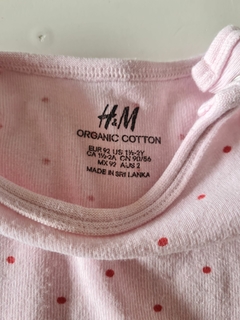 H&M
ORGANIC COTTON
EUR 92 US 1½-2Y
CA 1½-2A CN 90/56
MX 92 AUS 2
MADE IN SRI LANKA